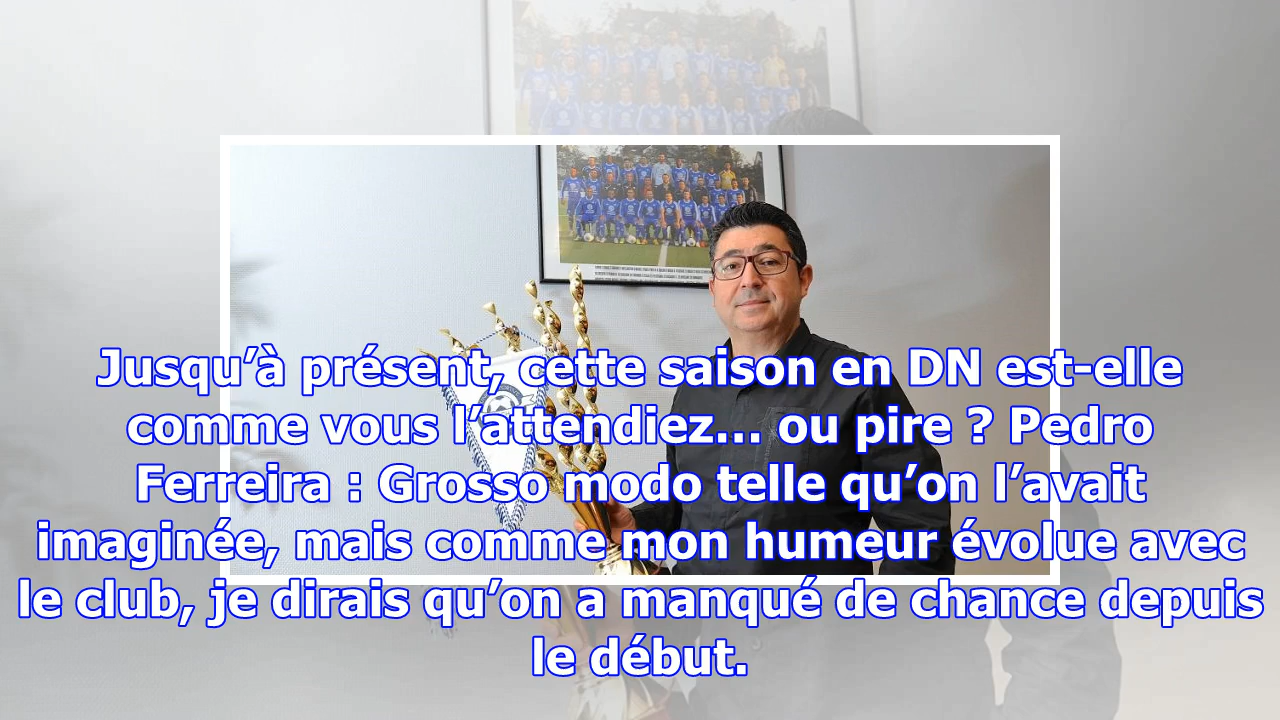 Jusqu’à présent, cette saison en DN est-elle
comme vous l’attendiez... ou pire ? Pedro
Ferreira : Grosso modo telle qu’on l’avait
imaginée, mais comme mon humeur évolue avec
le club, je dirais qu’on a manqué de chance depuis
le début.